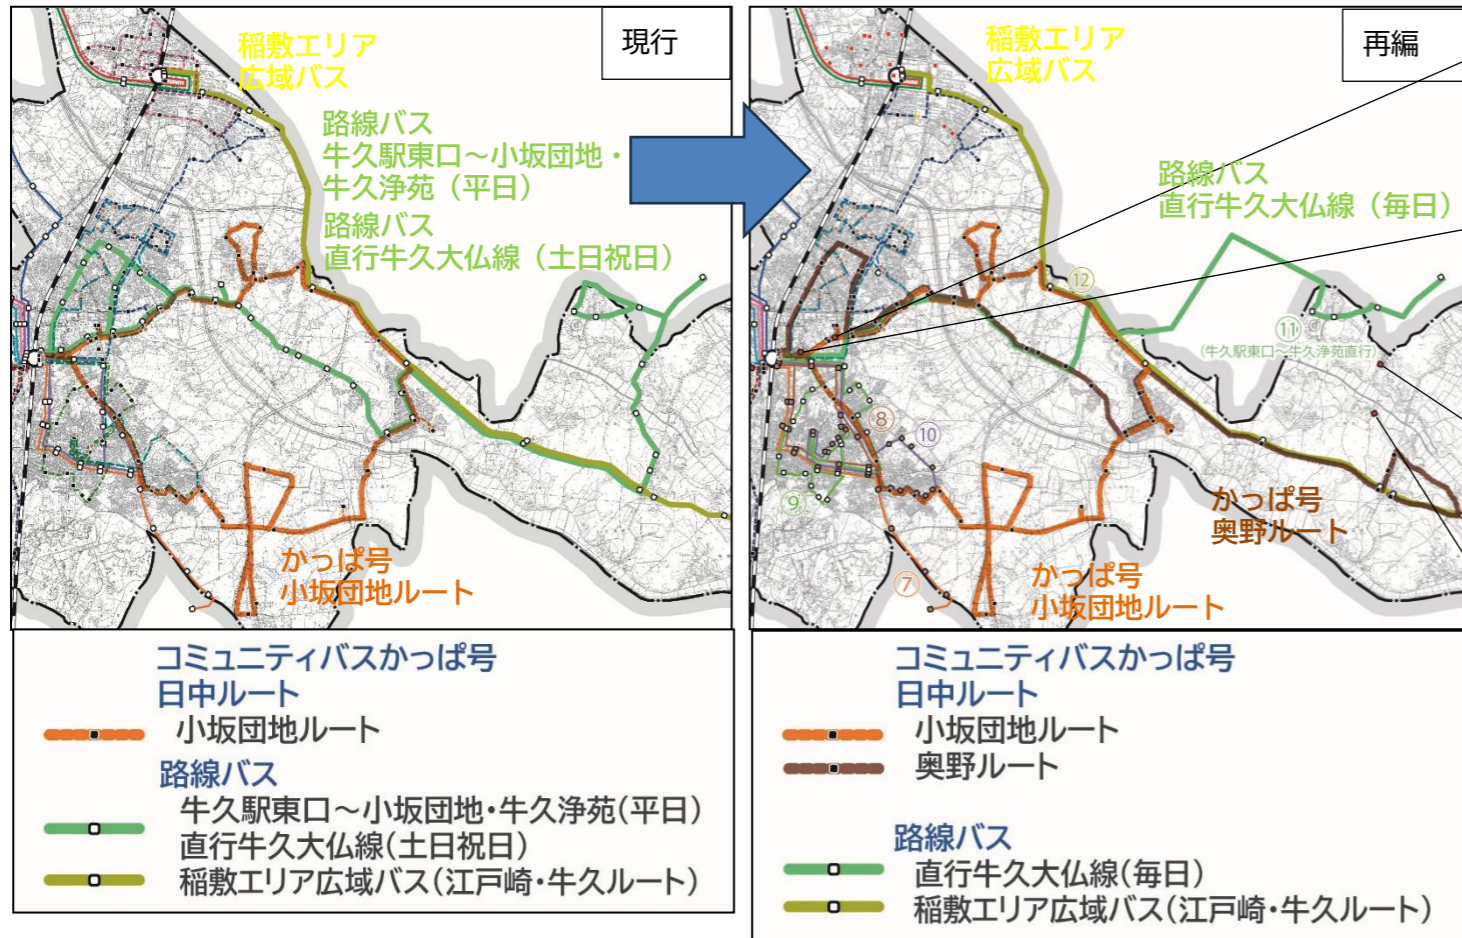 現行
稲敷エリア
広域バス
路線バス
牛久駅東口～小坂団地・
牛久浄苑（平日）
路線バス
直行牛久大仏線（土日祝日）
かっぱ号
小坂団地ルート
コミュニティバスかっぱ号
日中ルート
小坂団地ルート
路線バス
牛久駅東口～小坂団地・牛久浄苑(平日)
直行牛久大仏線(土日祝日)
稲敷エリア広域バス(江戸崎・牛久ルート)
再編
稲敷エリア
広域バス
路線バス
直行牛久大仏線（毎日）
⑫
⑪
(牛久駅東口～牛久浄苑直行)
⑧
⑩
⑨
かっぱ号
奥野ルート
⑦
かっぱ号
小坂団地ルート
コミュニティバスかっぱ号
日中ルート
小坂団地ルート
奥野ルート
路線バス
直行牛久大仏線(毎日)
稲敷エリア広域バス(江戸崎・牛久ルート)